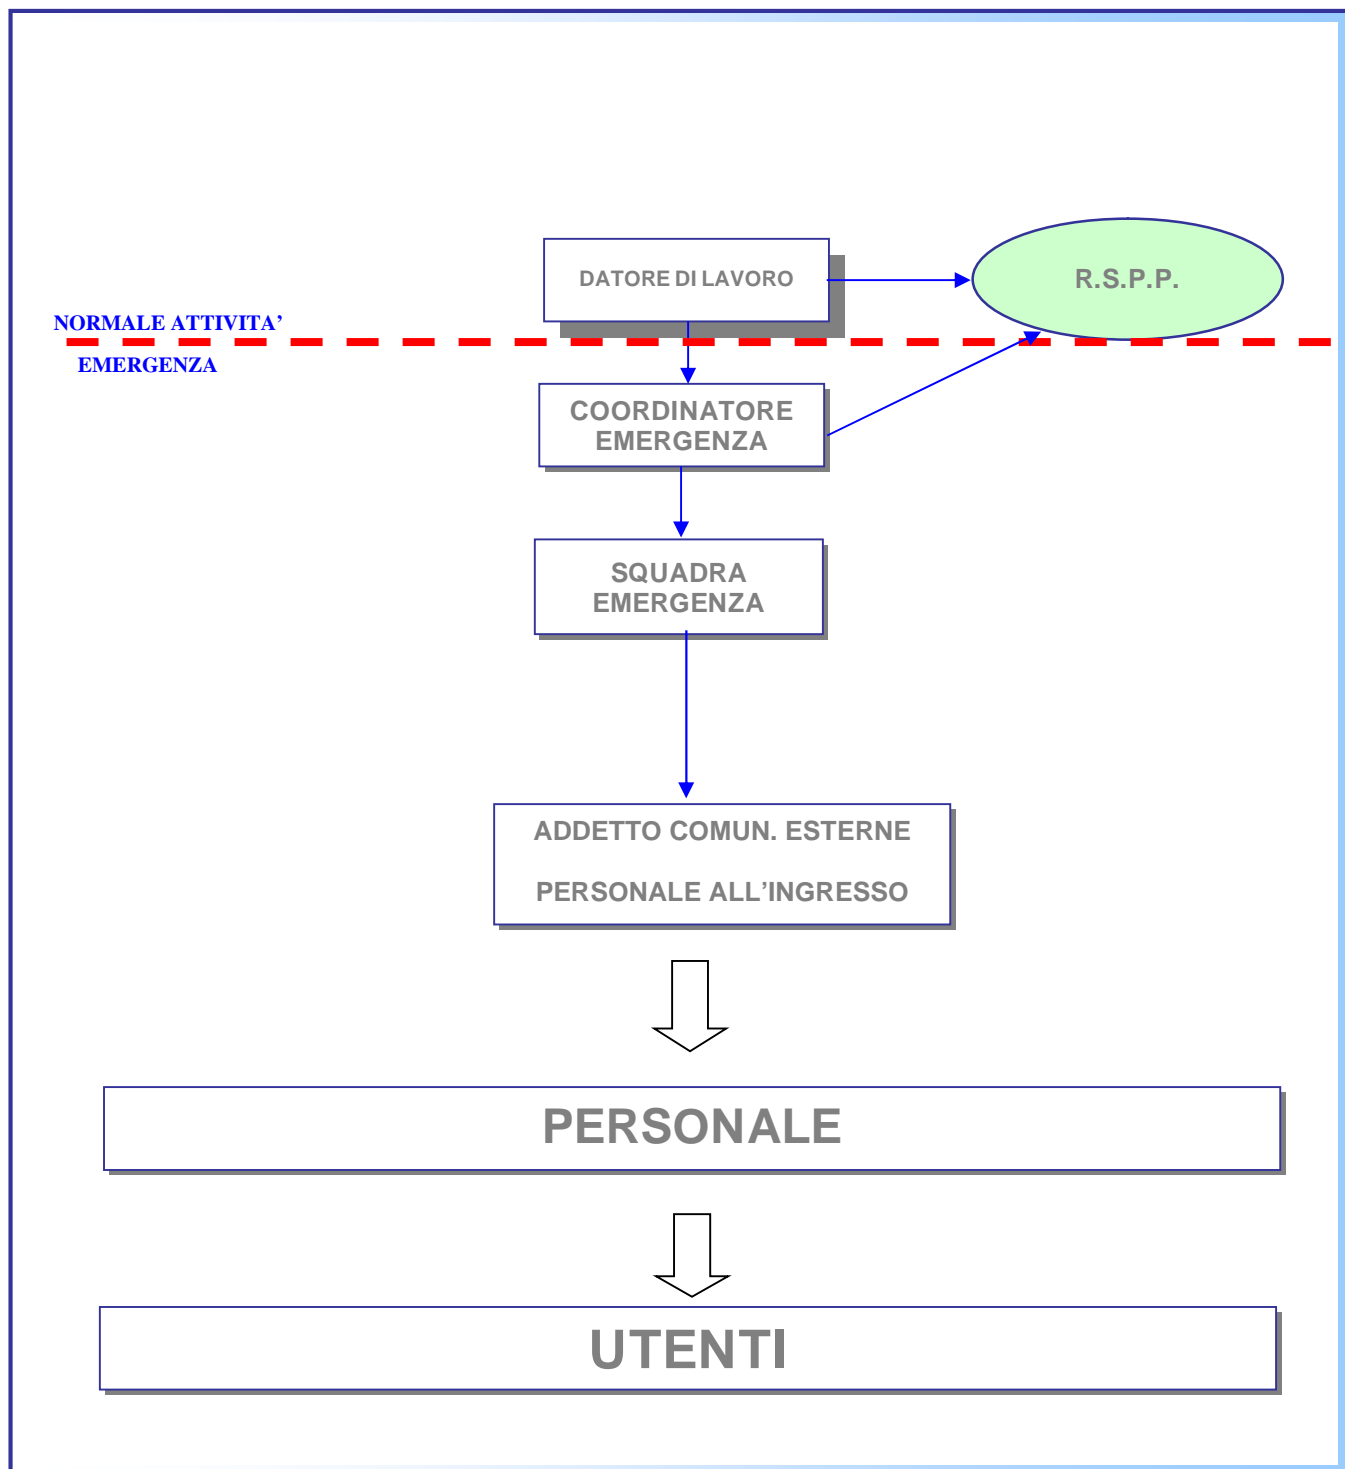 DATORE DI LAVORO
R.S.P.P.
NORMALE ATTIVITA’
EMERGENZA
COORDINATORE
EMERGENZA
SQUADRA
EMERGENZA
ADDETTO COMUN. ESTERNE
PERSONALE ALL’INGRESSO
PERSONALE
UTENTI